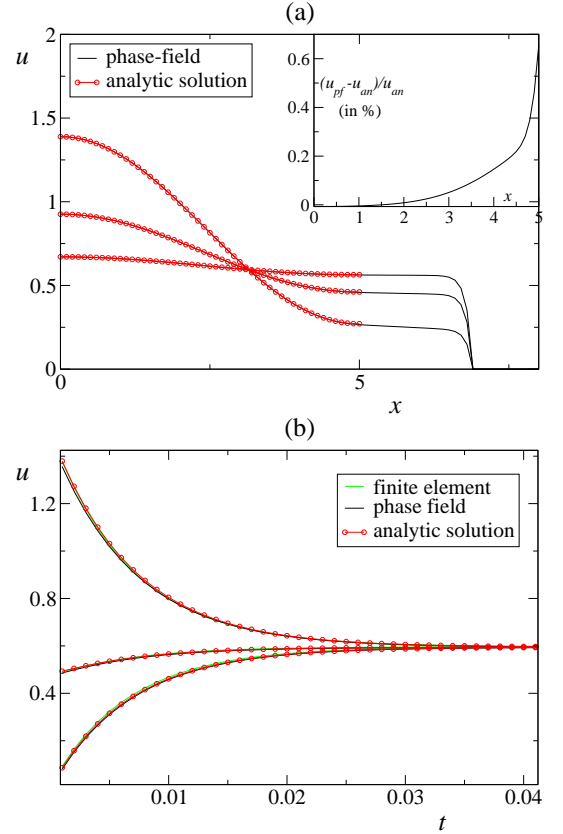 (a)
2
u
phase-field
analytic solution
1.5
1
0.5
0
0
5
x
0.6
(u_pf -u_an)/u_an
(in %)
0.4
0.2
0
x
0
1
2
3
4
5
(b)
u
finite element
phase field
analytic solution
1.2
0.8
0.4
0.01
0.02
0.03
0.04
t